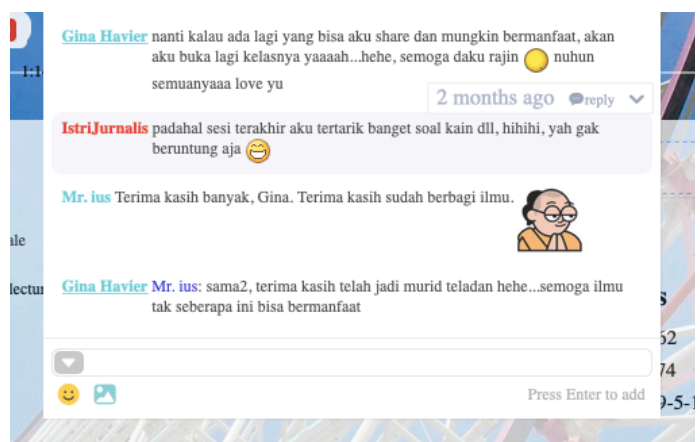 Gina Havier nanti kalau ada lagi yang bisa aku share dan mungkin bermanfaat, akan
aku buka lagi kelasnya yaaaah...hehe, semoga daku rajin nuhun
semuanyaaa love yu
2 months ago reply
IstriJurnalis padahal sesi terakhir aku tertarik banget soal kain dll, hihihi, yah gak
beruntung aja
Mr. ius Terima kasih banyak, Gina. Terima kasih sudah berbagi ilmu.
Gina Havier Mr. ius: sama2, terima kasih telah jadi murid teladan hehe...semoga ilmu
tak seberapa ini bisa bermanfaat
Press Enter to add